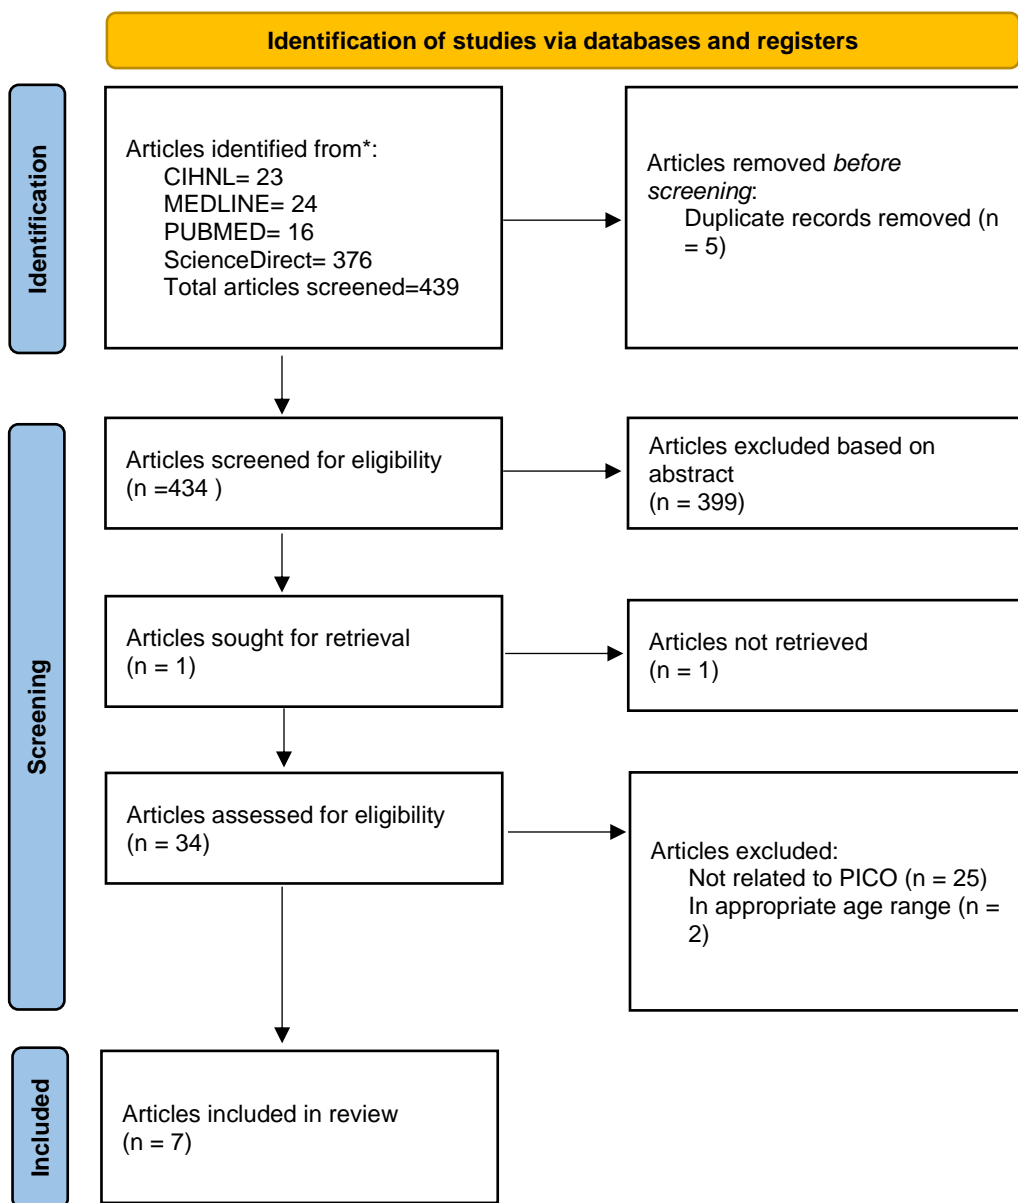 Identification of studies via databases and registers
Identification
Articles identified from*:
CIHNL= 23
MEDLINE= 24
PUBMED= 16
ScienceDirect= 376
Total articles screened=439
Articles removed before
screening:
Duplicate records removed (n
= 5)
Screening
Articles screened for eligibility
(n =434 )
Articles excluded based on
abstract
(n = 399)
Articles sought for retrieval
(n = 1)
Articles not retrieved
(n = 1)
Articles assessed for eligibility
(n = 34)
Articles excluded:
Not related to PICO (n = 25)
In appropriate age range (n =
2)
Included
Articles included in review
(n = 7)